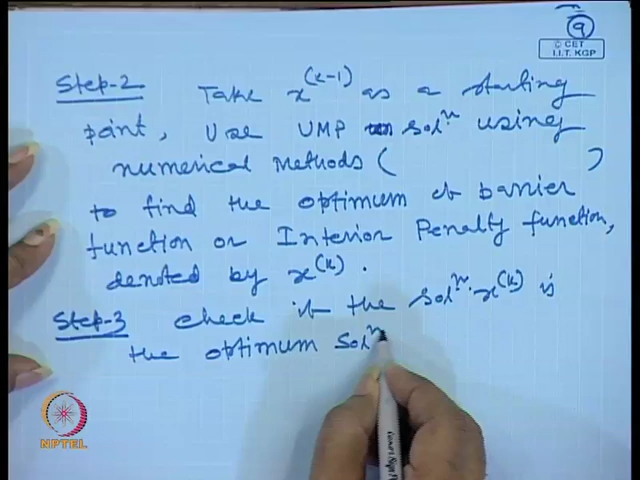 9
© CET
I.I.T. KGP
Step-2 Take x^(k-1) as a starting
point, Use UMP sol^n using
numerical methods ( )
to find the optimum of barrier
function or Interior Penalty function,
denoted by x^(k).
Step-3 check if the sol^n. x^(k) is
the optimum sol^n
NPTEL